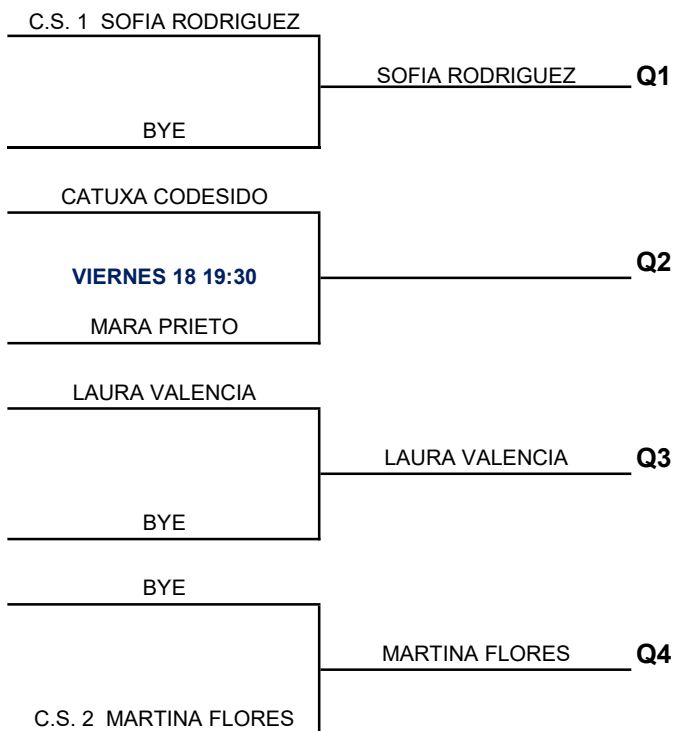 C.S. 1 SOFIA RODRIGUEZ
SOFIA RODRIGUEZ Q1
BYE
CATUXA CODESIDO
Q2
VIERNES 18 19:30
MARA PRIETO
LAURA VALENCIA
LAURA VALENCIA Q3
BYE
BYE
MARTINA FLORES Q4
C.S. 2 MARTINA FLORES